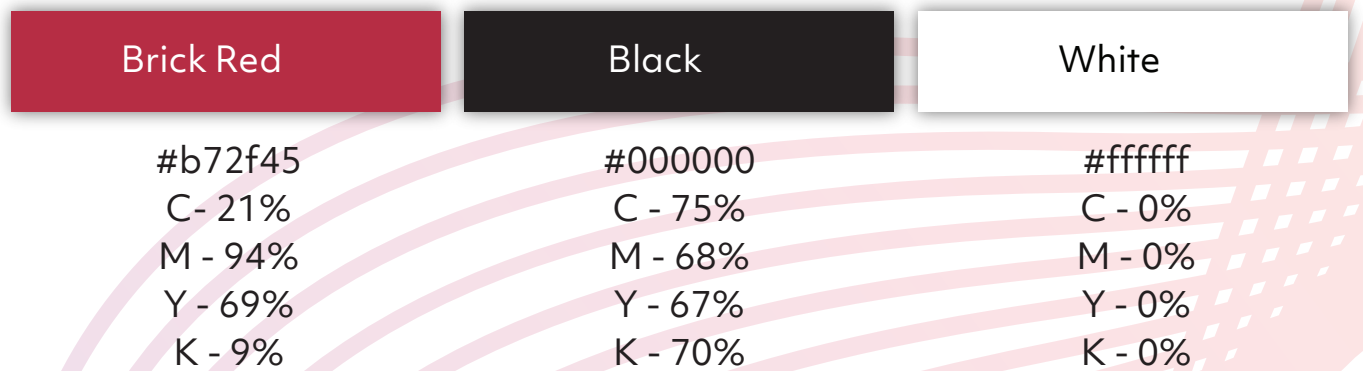 Brick Red
#b72f45
C- 21%
M - 94%
Y - 69%
K - 9%
Black
#000000
C - 75%
M - 68%
Y - 67%
K - 70%
White
#ffffff
C - 0%
M - 0%
Y - 0%
K - 0%